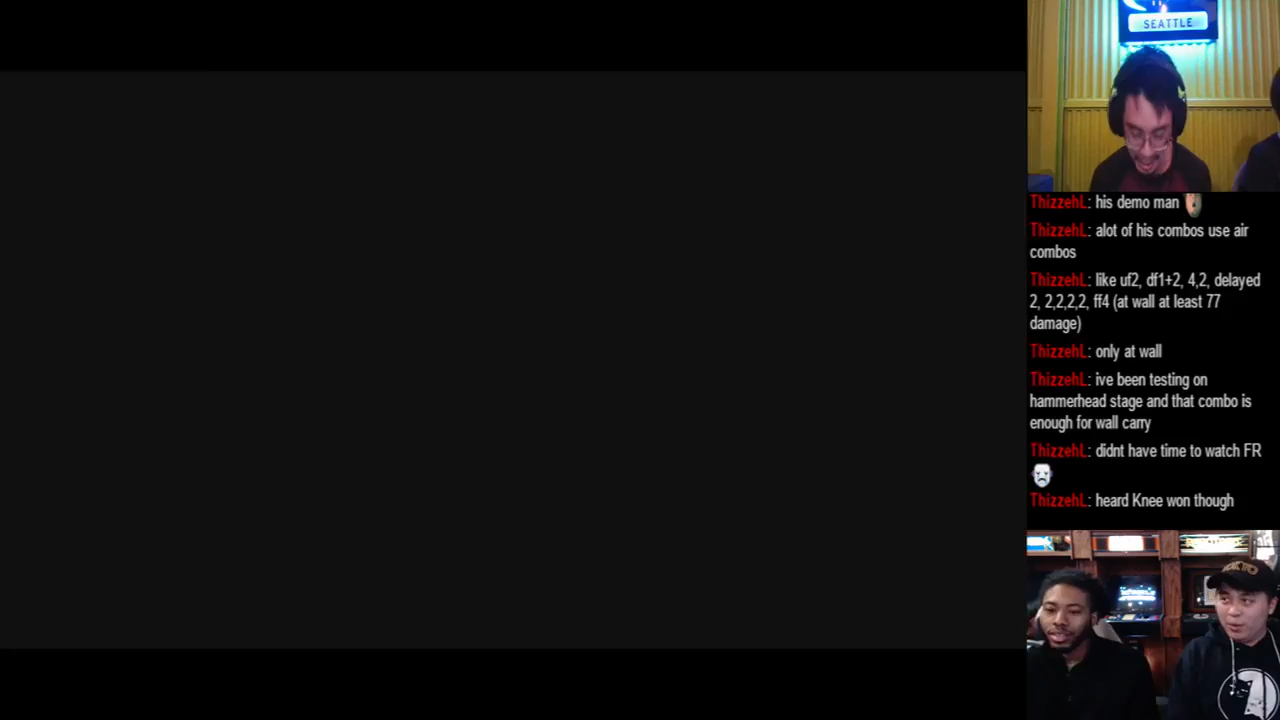 SEATTLE
ThizzehL: his demo man
ThizzehL: alot of his combos use air
combos
ThizzehL: like uf2, df1+2, 4,2, delayed
2, 2,2,2,2, ff4 (at wall at least 77
damage)
ThizzehL: only at wall
ThizzehL: ive been testing on
hammerhead stage and that combo is
enough for wall carry
ThizzehL: didnt have time to watch FR
ThizzehL: heard Knee won though